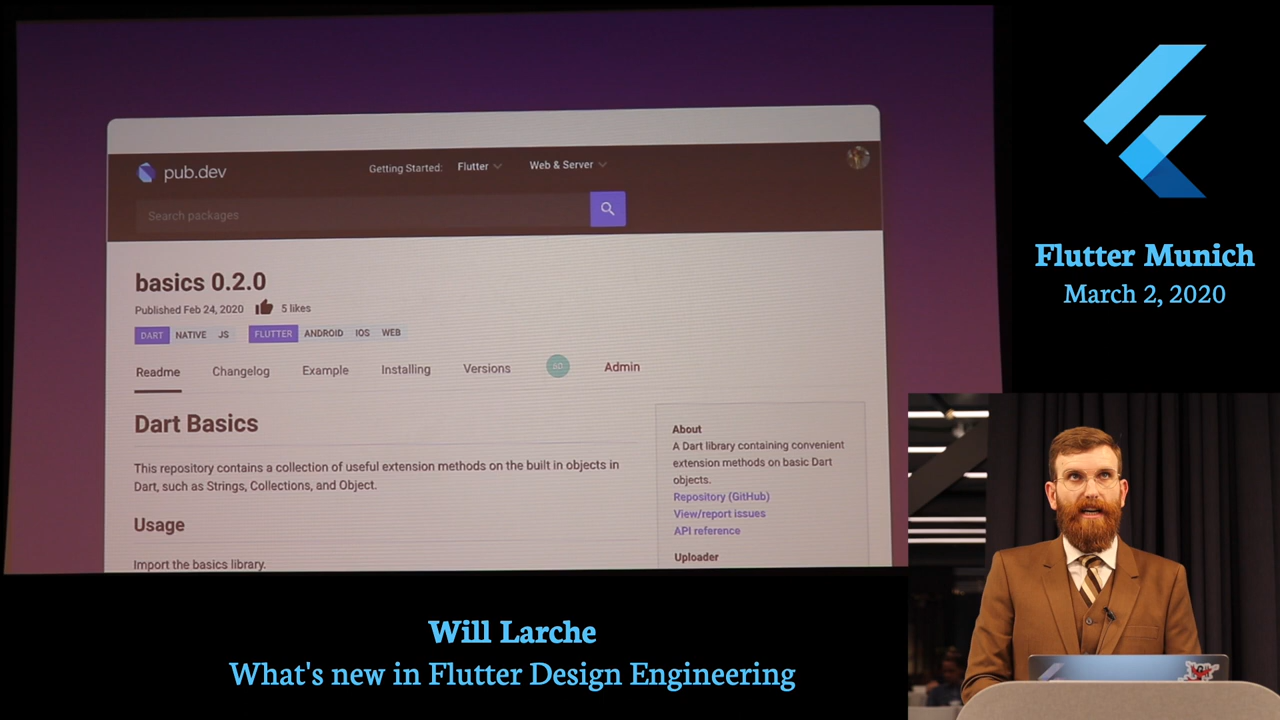 pub.dev
Getting Started: Flutter Web & Server
Search packages
basics 0.2.0
Published Feb 24, 2020 5 likes
DART NATIVE JS FLUTTER ANDROID IOS WEB
Readme Changelog Example Installing Versions 60 Admin
Dart Basics
This repository contains a collection of useful extension methods on the built in objects in
Dart, such as Strings, Collections, and Object.
Usage
Import the basics library.
About
A Dart library containing convenient
extension methods on basic Dart
objects.
Repository (GitHub)
View/report issues
API reference
Uploader
Flutter Munich
March 2, 2020
Will Larche
What's new in Flutter Design Engineering